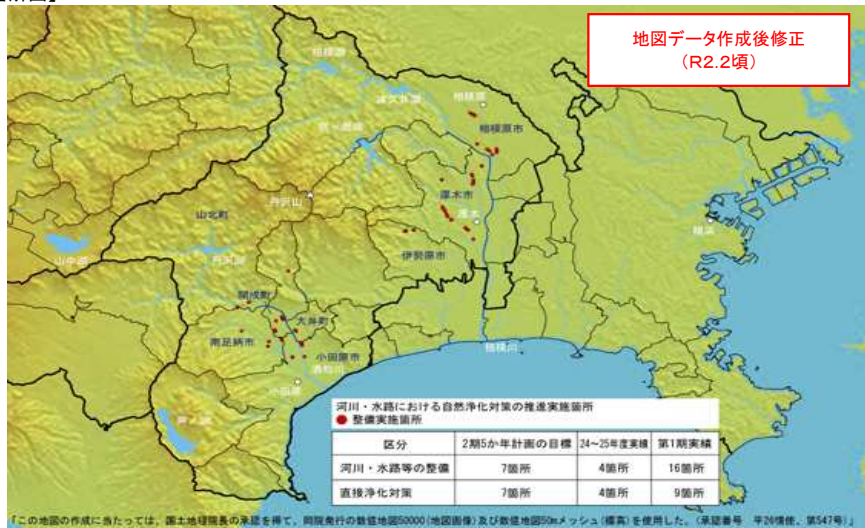 地図データ作成後修正
(R2.2頃)
相模湖
津久井湖
相模原
相模原市
丹沢山
厚木市
厚木
山北町
横浜
山中湖
丹沢湖
伊勢原市
開成町
大井町
南足柄市
小田原市
酒匂川
相模川
小田原
芦ノ湖
河川・水路における自然浄化対策の推進実施箇所
整備実施箇所
区分 2期5か年計画の目標 24～25年度実績 第1期実績
河川・水路等の整備 7箇所 4箇所 16箇所
直接浄化対策 7箇所 4箇所 9箇所
「この地図の作成に当たっては、国土地理院長の承認を得て、同院発行の数値地図50000(地図画像)及び数値地図50mメッシュ(標高)を使用した。(承認番号 平26情使、第547号)」